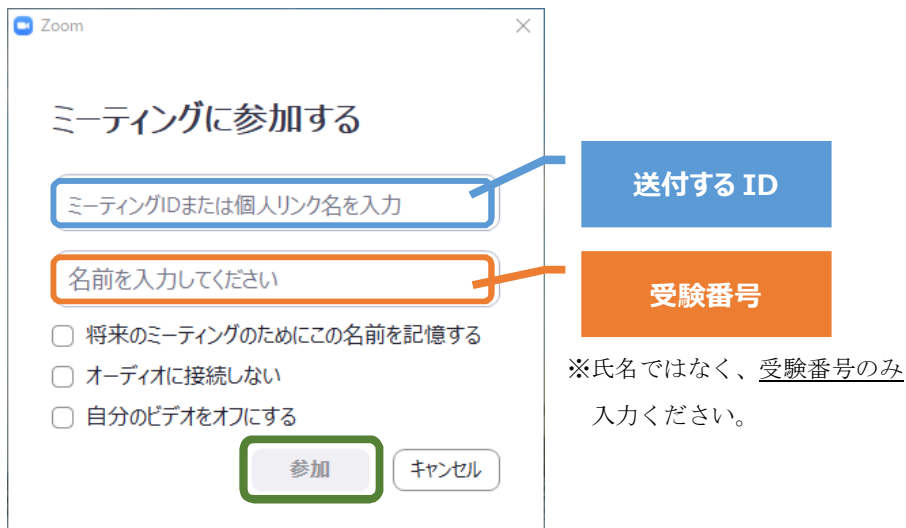 Zoom
ミーティングに参加する
ミーティングIDまたは個人リンク名を入力
送付する ID
名前を入力してください
受験番号
将来のミーティングのためにこの名前を記憶する
オーディオに接続しない
自分のビデオをオフにする
※氏名ではなく、受験番号のみ
入力ください。
参加
キャンセル